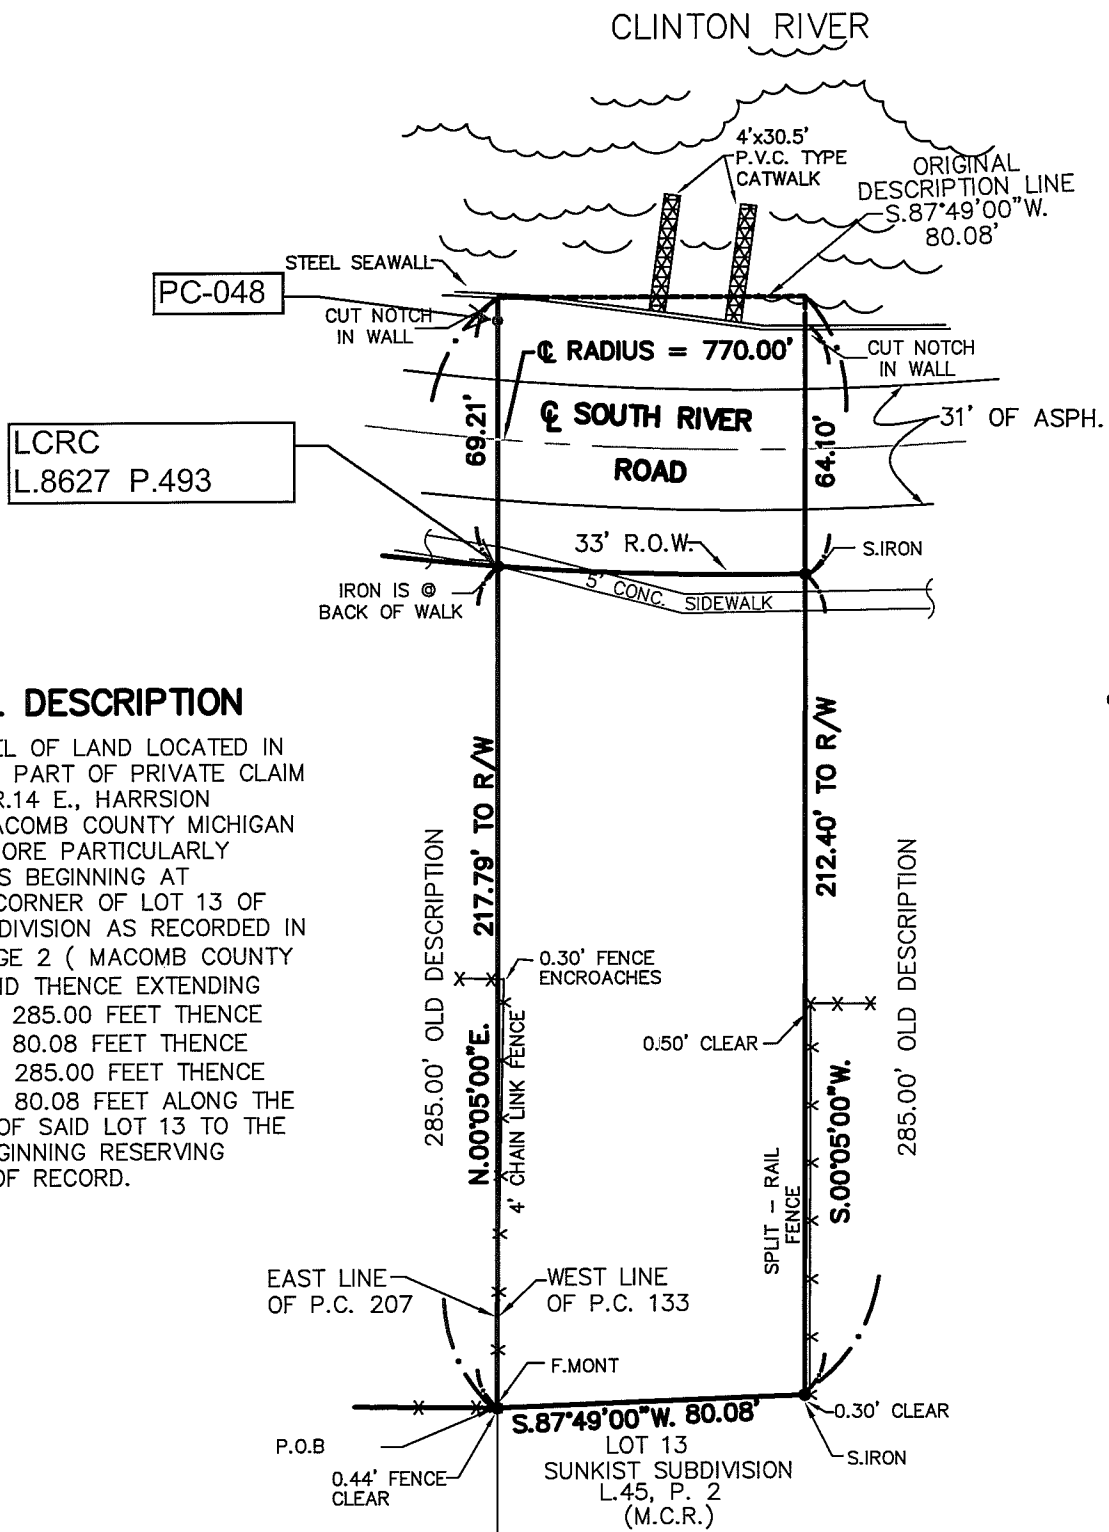 CLINTON RIVER
4'x30.5'
P.V.C. TYPE
CATWALK
ORIGINAL
DESCRIPTION LINE
S.87°49'00"W.
80.08'
STEEL SEAWALL
PC-048
CUT NOTCH
IN WALL
℄ RADIUS = 770.00'
CUT NOTCH
IN WALL
69.21'
℄ SOUTH RIVER
ROAD
64.10'
31' OF ASPH.
LCRC
L.8627 P.493
33' R.O.W.
S.IRON
IRON IS @
BACK OF WALK
5' CONC. SIDEWALK
L DESCRIPTION
EL OF LAND LOCATED IN
PART OF PRIVATE CLAIM
R.14 E., HARRSION
ACOMB COUNTY MICHIGAN
ORE PARTICULARLY
S BEGINNING AT
CORNER OF LOT 13 OF
DIVISION AS RECORDED IN
GE 2 ( MACOMB COUNTY
ND THENCE EXTENDING
285.00 FEET THENCE
80.08 FEET THENCE
285.00 FEET THENCE
80.08 FEET ALONG THE
OF SAID LOT 13 TO THE
GINNING RESERVING
OF RECORD.
285.00' OLD DESCRIPTION
217.79' TO R/W
N.00°05'00"E.
4' CHAIN LINK FENCE
0.30' FENCE
ENCROACHES
212.40' TO R/W
S.00°05'00"W.
285.00' OLD DESCRIPTION
0.50' CLEAR
SPLIT - RAIL
FENCE
EAST LINE
OF P.C. 207
WEST LINE
OF P.C. 133
F.MONT
S.87°49'00"W. 80.08'
0.30' CLEAR
P.O.B
LOT 13
SUNKIST SUBDIVISION
L.45, P. 2
(M.C.R.)
S.IRON
0.44' FENCE
CLEAR